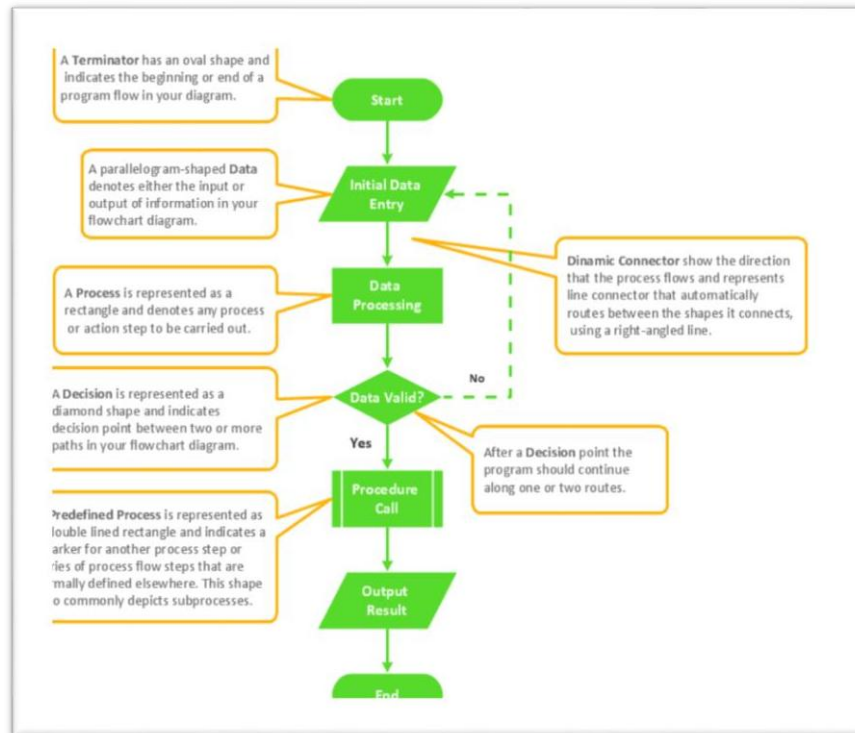 A Terminator has an oval shape and
indicates the beginning or end of a
program flow in your diagram.
Start
A parallelogram-shaped Data
denotes either the input or
output of information in your
flowchart diagram.
Initial Data
Entry
Dinamic Connector show the direction
that the process flows and represents
line connector that automatically
routes between the shapes it connects,
using a right-angled line.
A Process is represented as a
rectangle and denotes any process
or action step to be carried out.
Data
Processing
A Decision is represented as a
diamond shape and indicates
decision point between two or more
paths in your flowchart diagram.
Data Valid?
No
Yes
After a Decision point the
program should continue
along one or two routes.
Predefined Process is represented as
double lined rectangle and indicates a
arker for another process step or
ries of process flow steps that are
rmally defined elsewhere. This shape
o commonly depicts subprocesses.
Procedure
Call
Output
Result
End